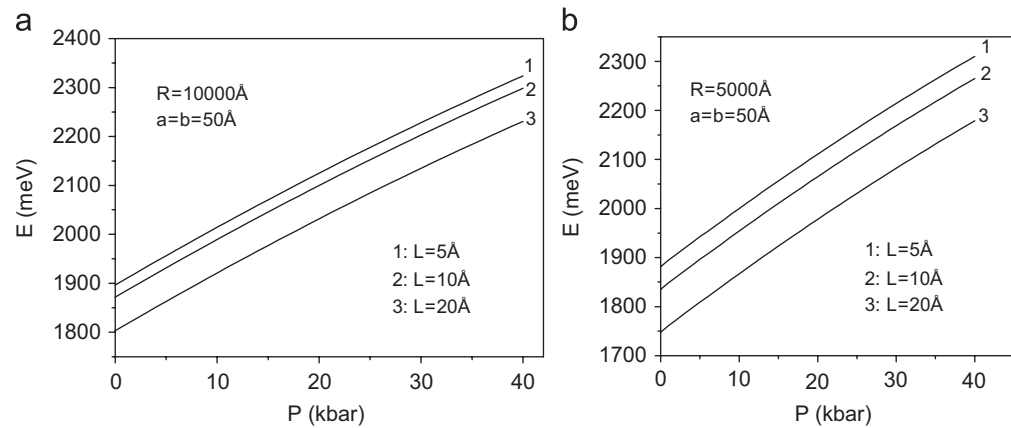 a
2400
2300
2200
2100
2000
1900
1800
E (meV)
R=10000Å
a=b=50Å
1
2
3
1: L=5Å
2: L=10Å
3: L=20Å
0 10 20 30 40
P (kbar)
b
2300
2200
2100
2000
1900
1800
1700
E (meV)
R=5000Å
a=b=50Å
1
2
3
1: L=5Å
2: L=10Å
3: L=20Å
0 10 20 30 40
P (kbar)